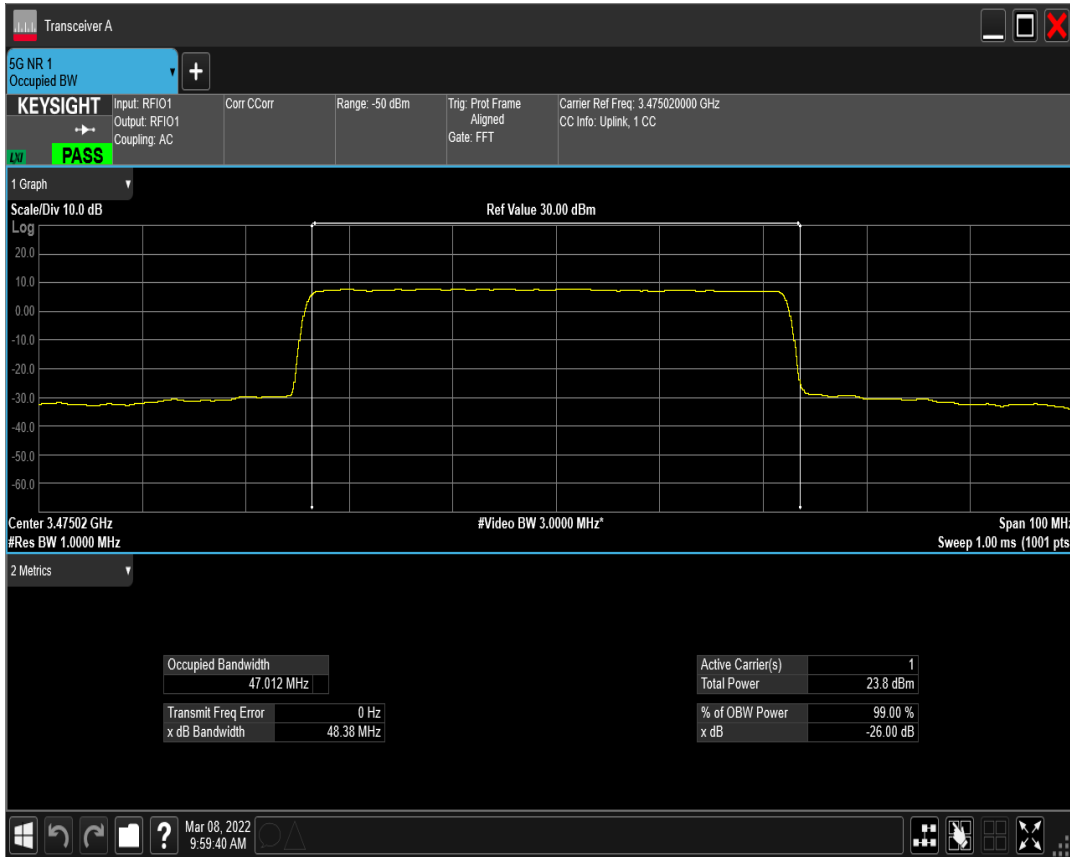 Transceiver A
5G NR 1
Occupied BW
KEYSIGHT
LXI
PASS
Input: RFIO1
Output: RFIO1
Coupling: AC
Corr CCorr
Range: -50 dBm
Trig: Prot Frame
Aligned
Gate: FFT
Carrier Ref Freq: 3.475020000 GHz
CC Info: Uplink, 1 CC
1 Graph
Scale/Div 10.0 dB
Ref Value 30.00 dBm
Log
20.0
10.0
0.00
-10.0
-20.0
-30.0
-40.0
-50.0
-60.0
Center 3.47502 GHz
#Video BW 3.0000 MHz*
Span 100 MHz
#Res BW 1.0000 MHz
Sweep 1.00 ms (1001 pts
2 Metrics
Occupied Bandwidth
47.012 MHz
Transmit Freq Error 0 Hz
x dB Bandwidth 48.38 MHz
Active Carrier(s) 1
Total Power 23.8 dBm
% of OBW Power 99.00 %
x dB -26.00 dB
?
Mar 08, 2022
9:59:40 AM